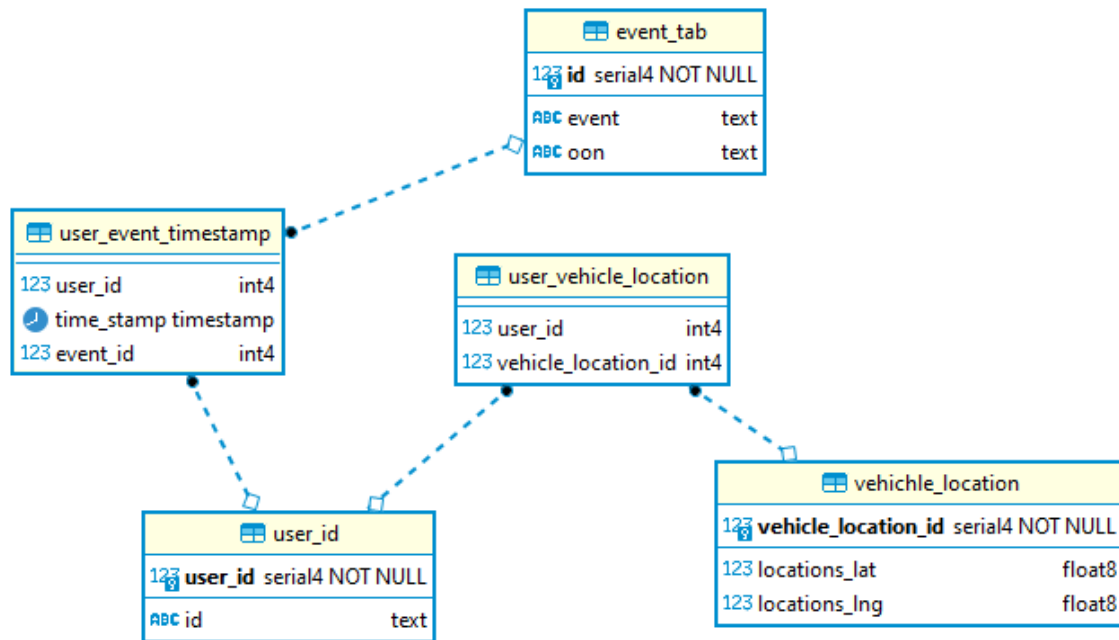 event_tab
123 id serial4 NOT NULL
ABC event text
ABC oon text
user_event_timestamp
123 user_id int4
time_stamp timestamp
123 event_id int4
user_vehicle_location
123 user_id int4
123 vehicle_location_id int4
user_id
123 user_id serial4 NOT NULL
ABC id text
vehichle_location
123 vehicle_location_id serial4 NOT NULL
123 locations_lat float8
123 locations_lng float8